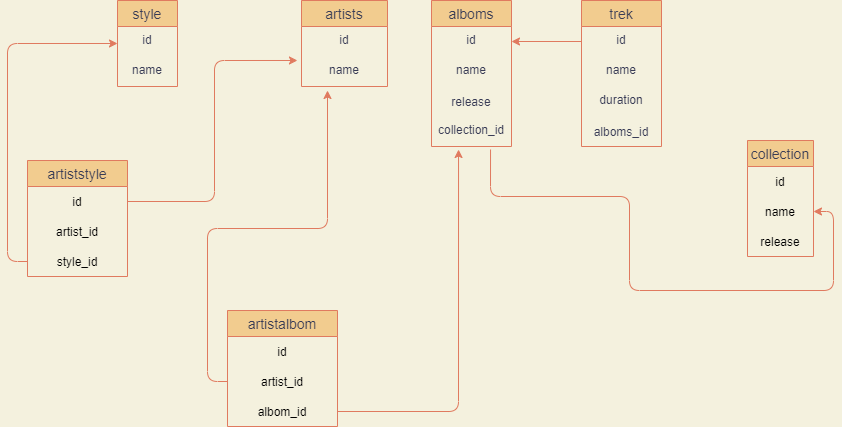 style
id
name
artists
id
name
alboms
id
name
release
collection_id
trek
id
name
duration
alboms_id
collection
id
name
release
artiststyle
id
artist_id
style_id
artistalbom
id
artist_id
albom_id